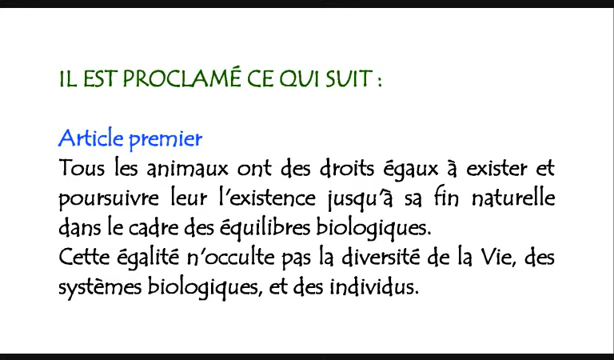 IL EST PROCLAMÉ CE QUI SUIT :
Article premier
Tous les animaux ont des droits égaux à exister et
poursuivre leur l'existence jusqu'à sa fin naturelle
dans le cadre des équilibres biologiques.
Cette égalité n'occulte pas la diversité de la Vie, des
systèmes biologiques, et des individus.